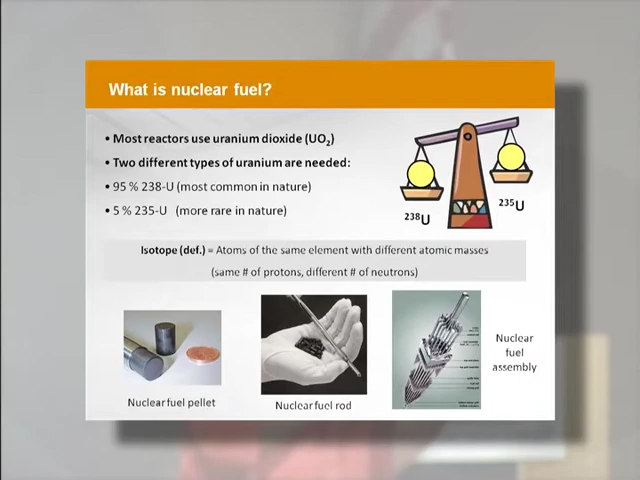 What is nuclear fuel?
• Most reactors use uranium dioxide (UO₂)
• Two different types of uranium are needed:
• 95 % 238-U (most common in nature)
• 5 % 235-U (more rare in nature)
²³⁸U
²³⁵U
Isotope (def.) = Atoms of the same element with different atomic masses
(same # of protons, different # of neutrons)
Nuclear fuel pellet
Nuclear fuel rod
Nuclear
fuel
assembly